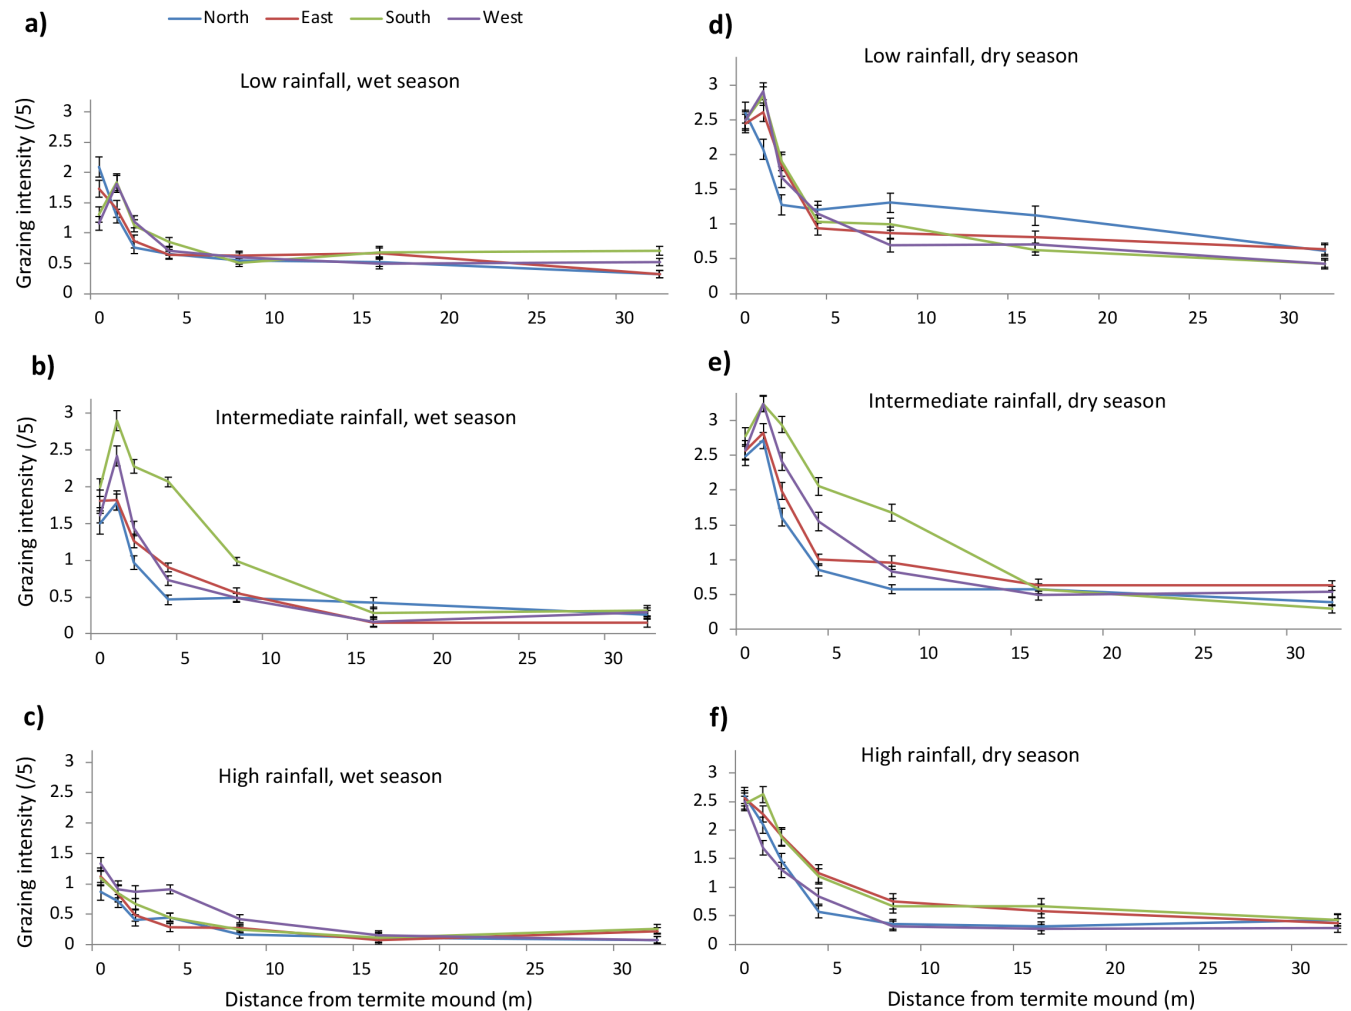 a)
North East South West
Low rainfall, wet season
Grazing intensity (/5)
3
2.5
2
1.5
1
0.5
0
0 5 10 15 20 25 30
d)
Low rainfall, dry season
3
2.5
2
1.5
1
0.5
0
0 5 10 15 20 25 30
b)
Intermediate rainfall, wet season
Grazing intensity (/5)
3
2.5
2
1.5
1
0.5
0
0 5 10 15 20 25 30
e)
Intermediate rainfall, dry season
3
2.5
2
1.5
1
0.5
0
0 5 10 15 20 25 30
c)
High rainfall, wet season
Grazing intensity (/5)
3
2.5
2
1.5
1
0.5
0
0 5 10 15 20 25 30
Distance from termite mound (m)
f)
High rainfall, dry season
3
2.5
2
1.5
1
0.5
0
0 5 10 15 20 25 30
Distance from termite mound (m)